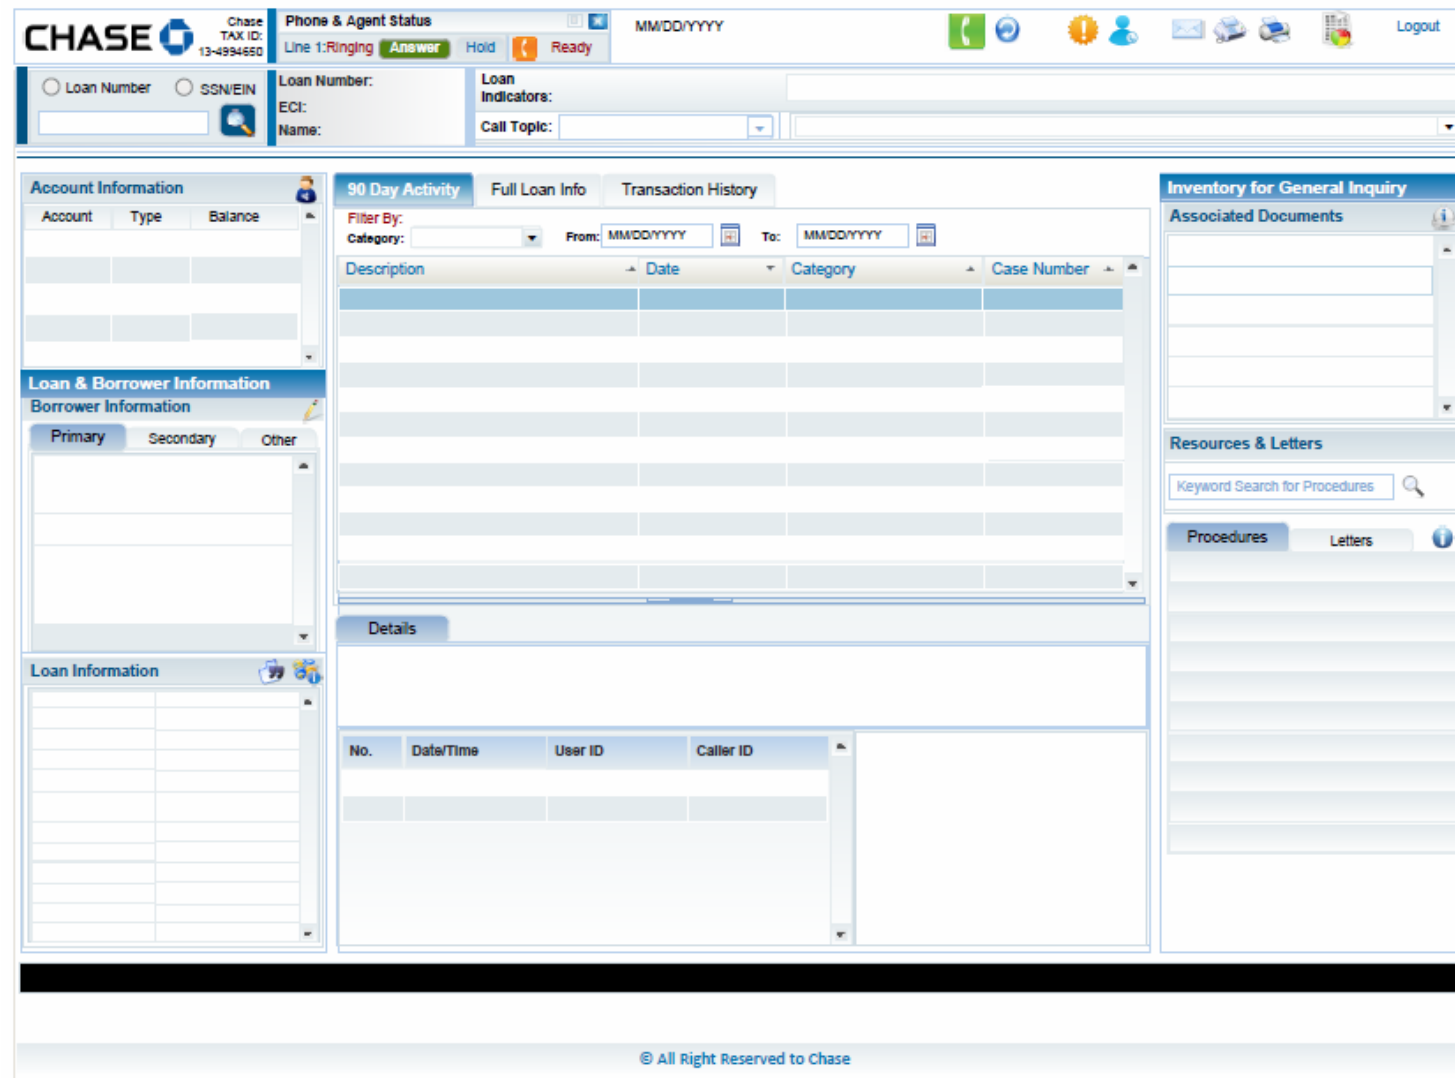 CHASE
Chase
TAX ID:
13-4994650
Phone & Agent Status
Line 1:Ringing Answer Hold Ready
MM/DD/YYYY
Logout
Loan Number SSN/EIN
Loan Number:
ECI:
Name:
Loan
Indicators:
Call Topic:
Account Information
Account Type Balance
Loan & Borrower Information
Borrower Information
Primary Secondary Other
Loan Information
90 Day Activity Full Loan Info Transaction History
Filter By:
Category: From: MM/DD/YYYY To: MM/DD/YYYY
Description Date Category Case Number
Details
No. Date/Time User ID Caller ID
Inventory for General Inquiry
Associated Documents
Resources & Letters
Keyword Search for Procedures
Procedures Letters
© All Right Reserved to Chase